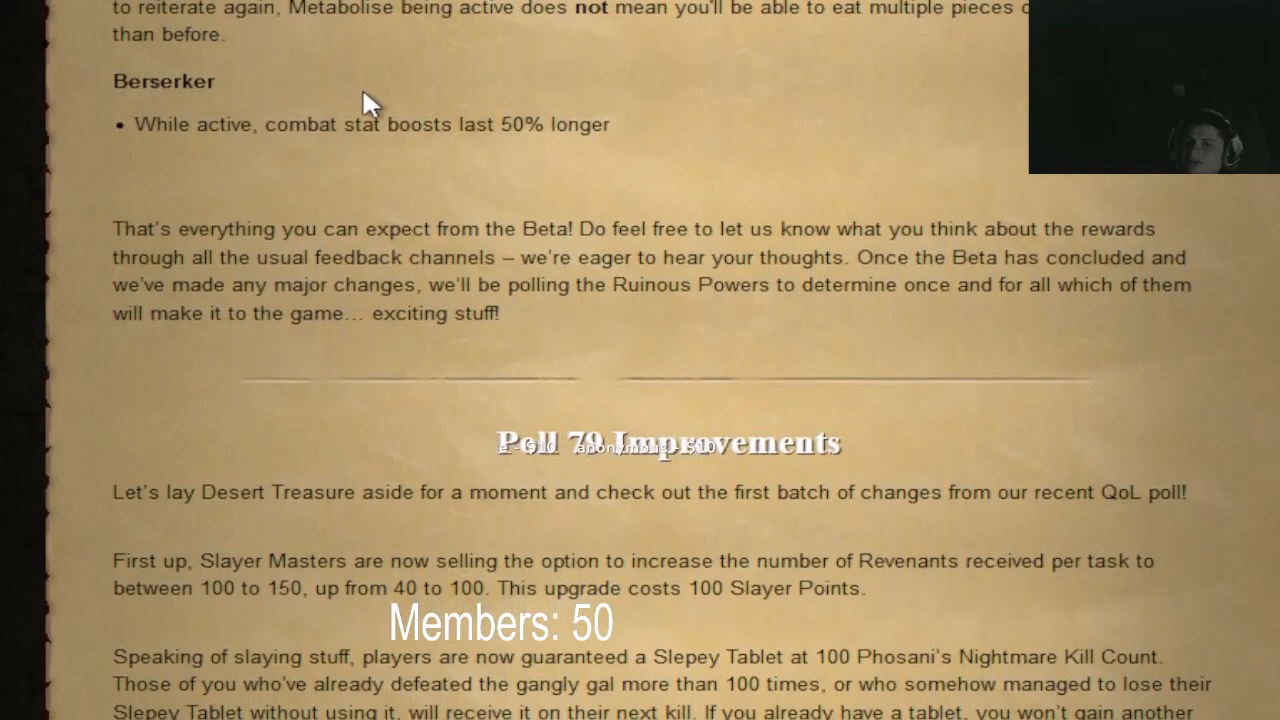 to reiterate again, Metabolise being active does not mean you'll be able to eat multiple pieces
than before.
Berserker
• While active, combat stat boosts last 50% longer
That's everything you can expect from the Beta! Do feel free to let us know what you think about the rewards
through all the usual feedback channels – we're eager to hear your thoughts. Once the Beta has concluded and
we've made any major changes, we'll be polling the Ruinous Powers to determine once and for all which of them
will make it to the game… exciting stuff!
Poll 79 Improvements
e - $10 anonymous - $10
Let's lay Desert Treasure aside for a moment and check out the first batch of changes from our recent QoL poll!
First up, Slayer Masters are now selling the option to increase the number of Revenants received per task to
between 100 to 150, up from 40 to 100. This upgrade costs 100 Slayer Points.
Members: 50
Speaking of slaying stuff, players are now guaranteed a Slepey Tablet at 100 Phosani's Nightmare Kill Count.
Those of you who've already defeated the gangly gal more than 100 times, or who somehow managed to lose their
Slepey Tablet without using it, will receive it on their next kill. If you already have a tablet, you won't gain another